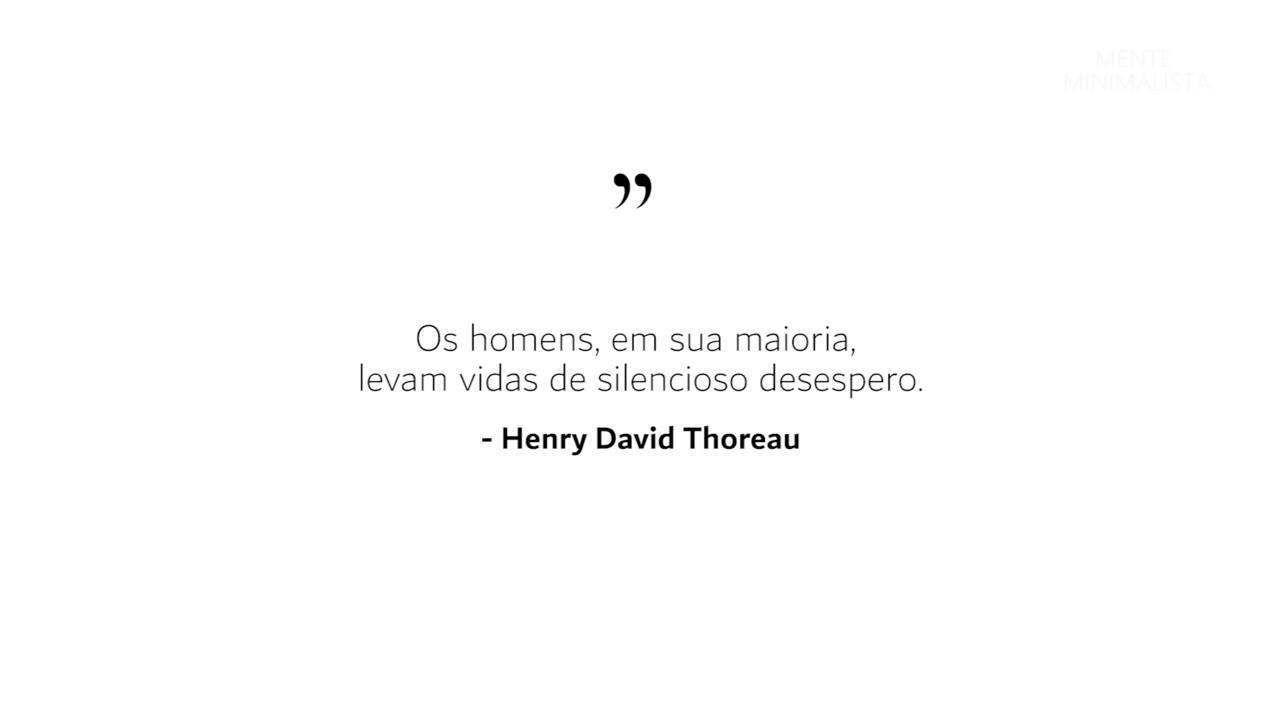 MENTE
MINIMALISTA
”
Os homens, em sua maioria,
levam vidas de silencioso desespero.
- Henry David Thoreau